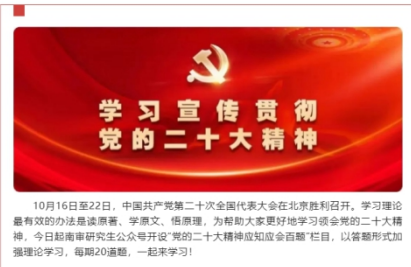 学习宣传贯彻
党的二十大精神
10月16日至22日，中国共产党第二十次全国代表大会在北京胜利召开。学习理论
最有效的办法是读原著、学原文、悟原理，为帮助大家更好地学习领会党的二十大精
神，今日起南审研究生公众号开设“党的二十大精神应知应会百题”栏目，以答题形式加
强理论学习，每期20道题，一起来学习！